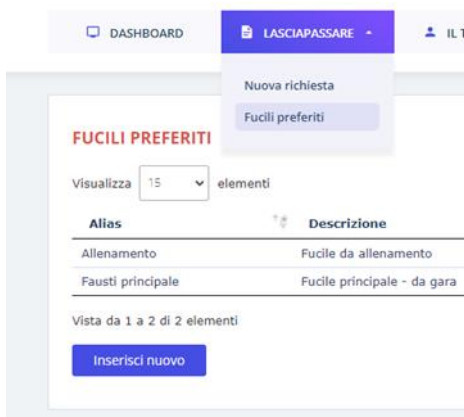 DASHBOARD LASCIAPASSARE IL T
Nuova richiesta
Fucili preferiti
FUCILI PREFERITI
Visualizza 15 elementi
Alias Descrizione
Allenamento Fucile da allenamento
Fausti principale Fucile principale - da gara
Vista da 1 a 2 di 2 elementi
Inserisci nuovo